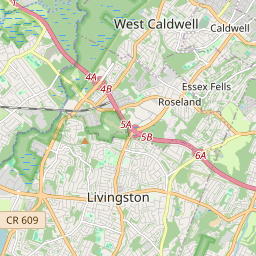 West Caldwell
Caldwell
4A
4B
Essex Fells
Roseland
5A
5B
6A
Livingston
CR 609